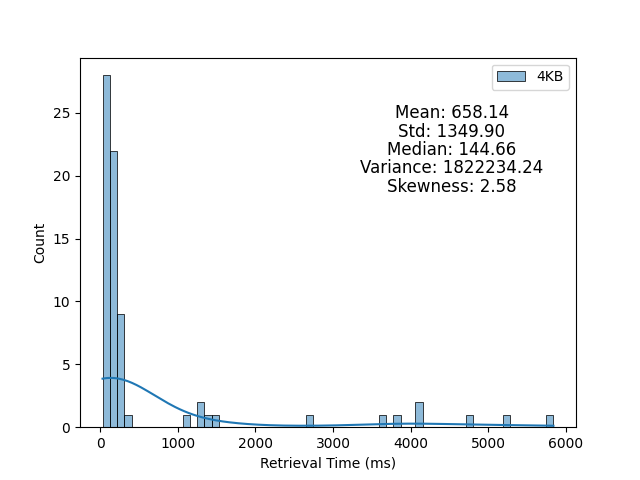 4KB
Mean: 658.14
Std: 1349.90
Median: 144.66
Variance: 1822234.24
Skewness: 2.58
Count
25
20
15
10
5
0
0 1000 2000 3000 4000 5000 6000
Retrieval Time (ms)